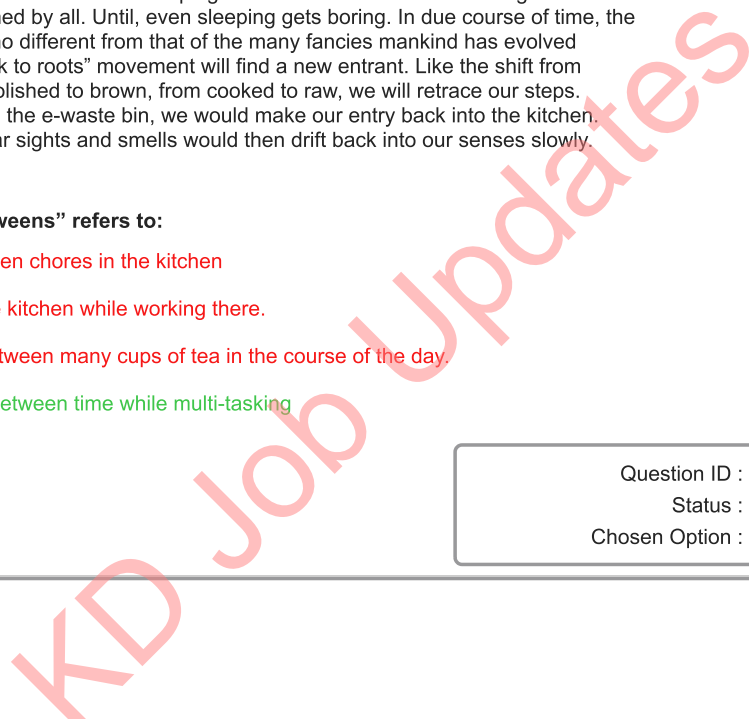 ned by all. Until, even sleeping gets boring. In due course of time, the
no different from that of the many fancies mankind has evolved
k to roots” movement will find a new entrant. Like the shift from
olished to brown, from cooked to raw, we will retrace our steps.
the e-waste bin, we would make our entry back into the kitchen.
ar sights and smells would then drift back into our senses slowly.
weens” refers to:
en chores in the kitchen
kitchen while working there.
tween many cups of tea in the course of the day.
etween time while multi-tasking
Question ID :
Status :
Chosen Option :
KD Job Updates